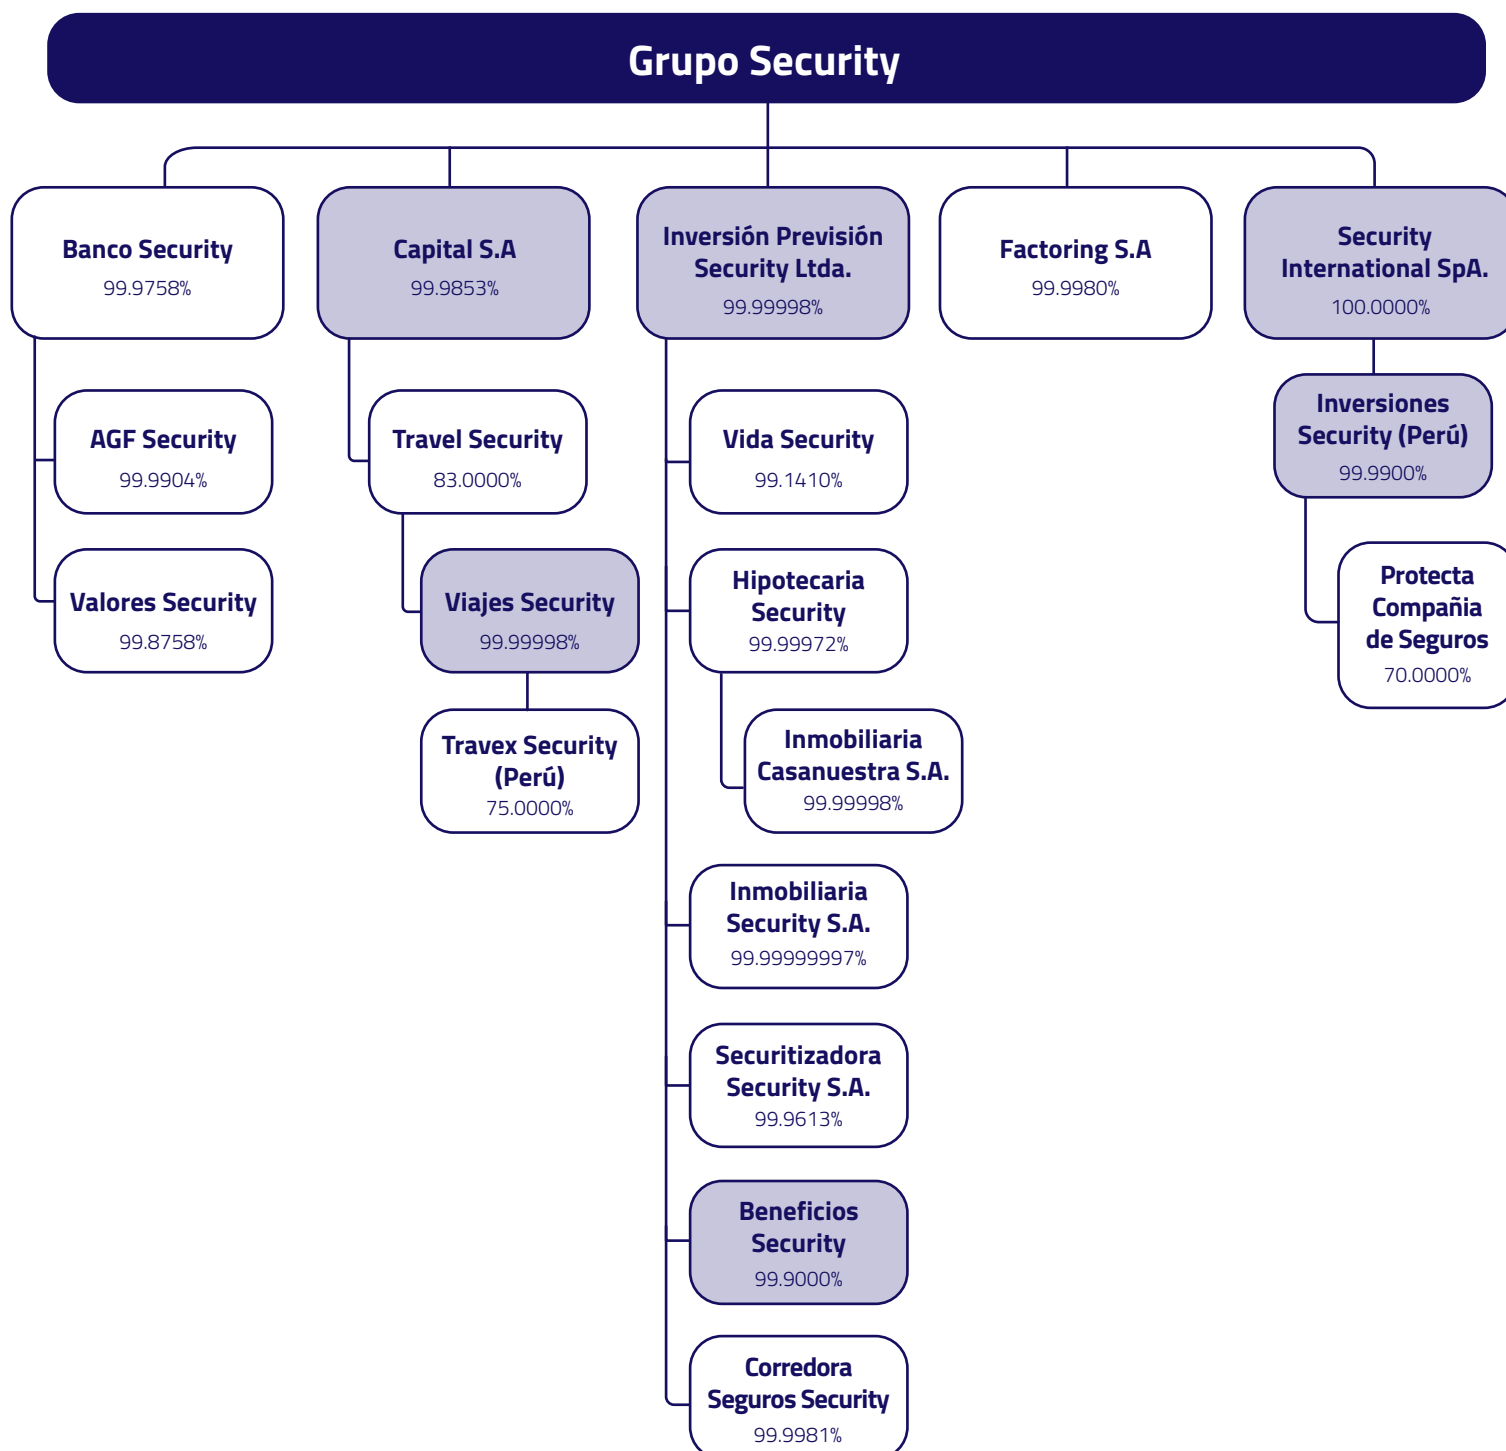 Grupo Security
Banco Security
99.9758%
Capital S.A
99.9853%
Inversión Previsión
Security Ltda.
99.99998%
Factoring S.A
99.9980%
Security
International SpA.
100.0000%
AGF Security
99.9904%
Valores Security
99.8758%
Travel Security
83.0000%
Viajes Security
99.99998%
Travex Security
(Perú)
75.0000%
Vida Security
99.1410%
Hipotecaria
Security
99.99972%
Inmobiliaria
Casanuestra S.A.
99.99998%
Inmobiliaria
Security S.A.
99.99999997%
Securitizadora
Security S.A.
99.9613%
Beneficios
Security
99.9000%
Corredora
Seguros Security
99.9981%
Inversiones
Security (Perú)
99.9900%
Protecta
Compañia
de Seguros
70.0000%